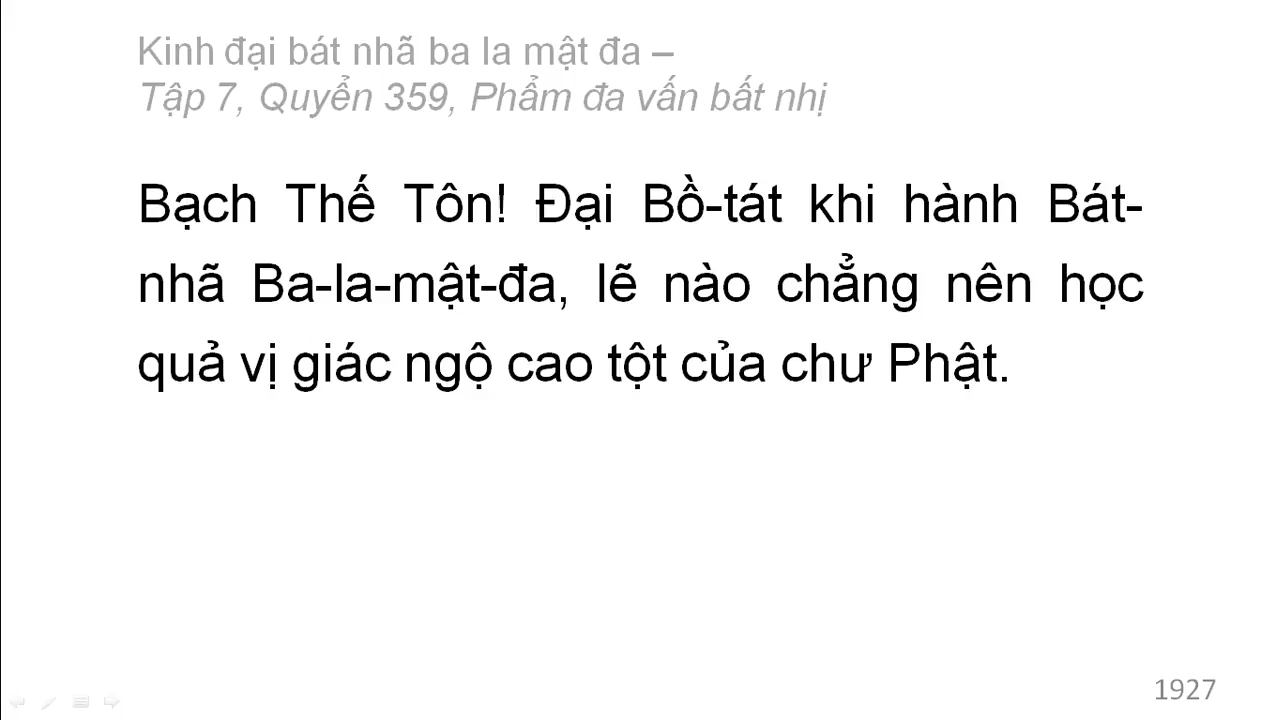 Kinh đại bát nhã ba la mật đa –
Tập 7, Quyển 359, Phẩm đa vấn bất nhị
Bạch Thế Tôn! Đại Bồ-tát khi hành Bát-
nhã Ba-la-mật-đa, lẽ nào chẳng nên học
quả vị giác ngộ cao tột của chư Phật.
1927